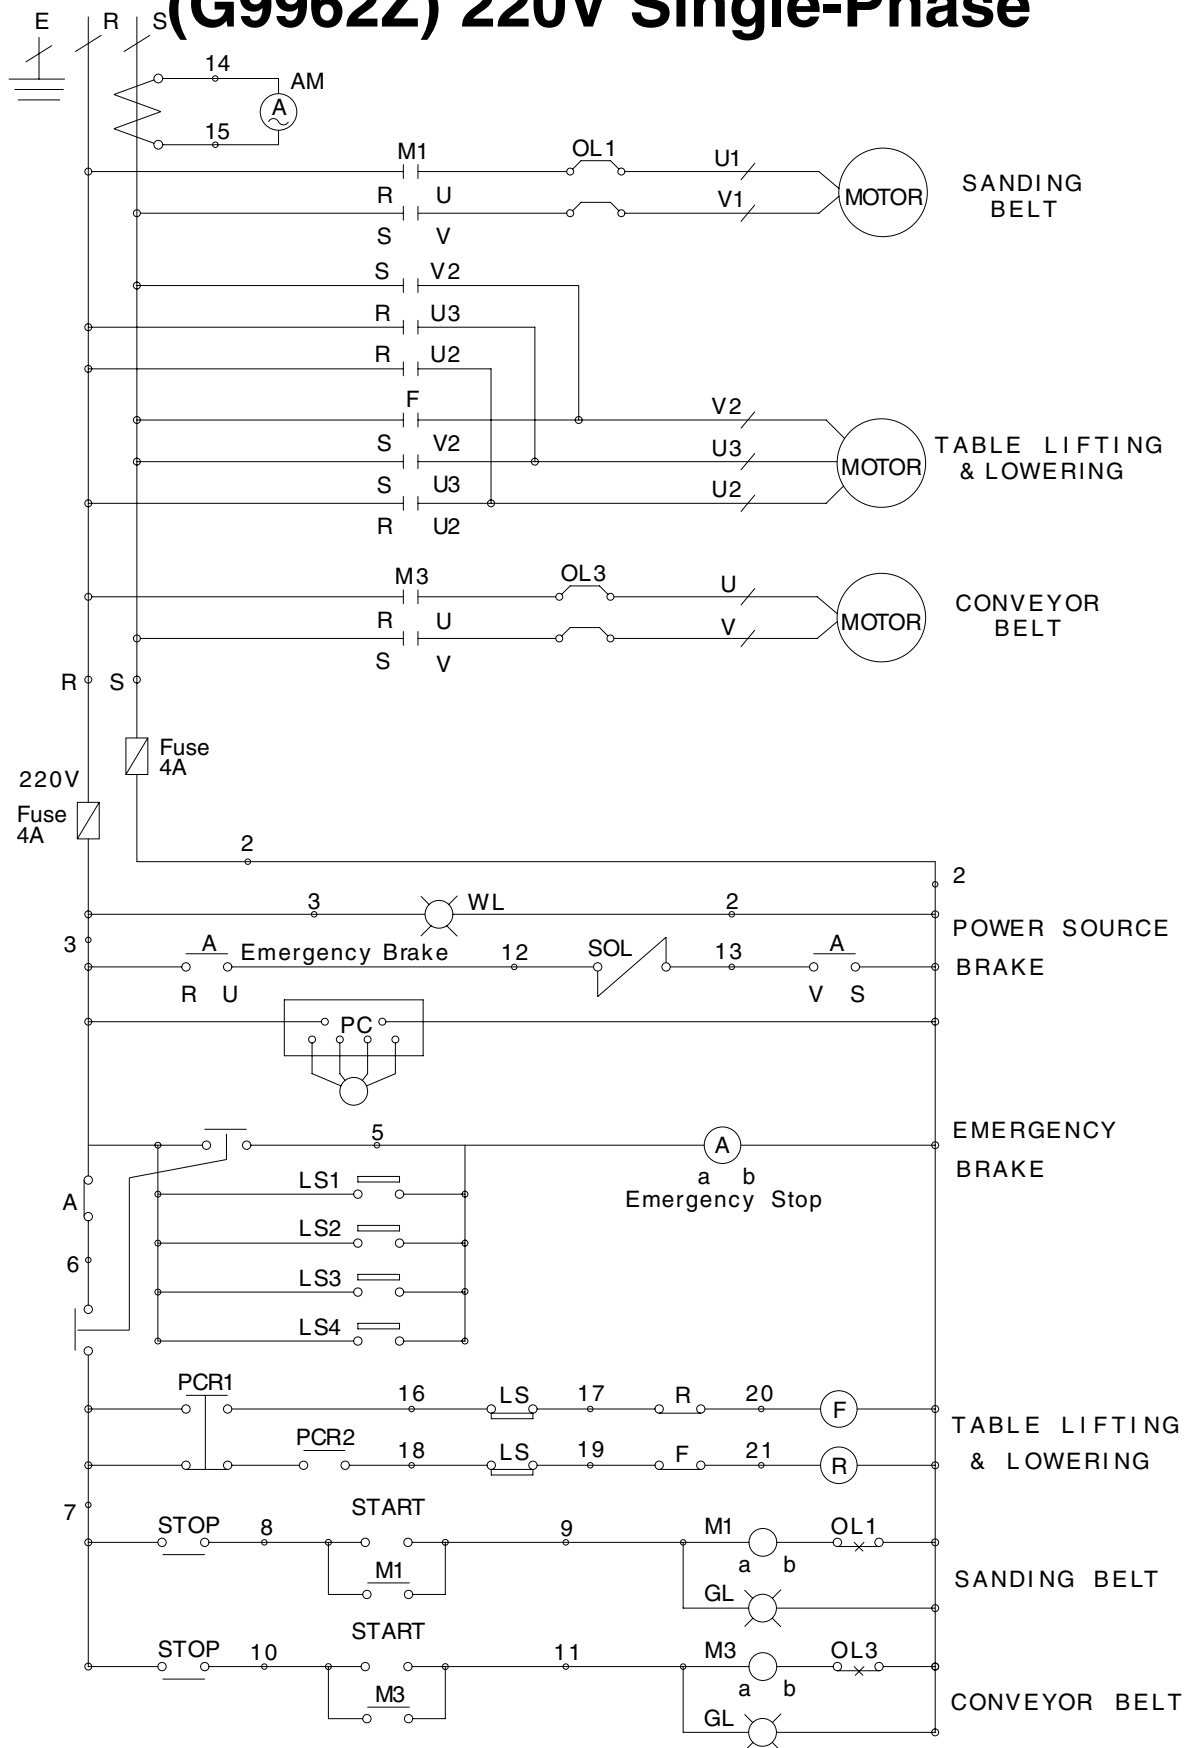 (G9962Z) 220V Single-Phase
E R S
14
AM
A
15
M1 OL1 U1
R U V1
MOTOR
SANDING
BELT
S V
S V2
R U3
R U2
F V2
S V2 U3
MOTOR
TABLE LIFTING
& LOWERING
S U3 U2
R U2
M3 OL3 U
R U V
MOTOR
CONVEYOR
BELT
S V
R S
Fuse
4A
220V
Fuse
4A
2
2
3 WL 2
POWER SOURCE
3 A Emergency Brake 12 SOL 13 A
BRAKE
R U V S
PC
5 A
EMERGENCY
BRAKE
a b
Emergency Stop
A
LS1
LS2
6
LS3
LS4
PCR1 16 LS 17 R 20 F
TABLE LIFTING
& LOWERING
PCR2 18 LS 19 F 21 R
7
START
STOP 8 9 M1 OL1
M1 a b
GL
SANDING BELT
START
STOP 10 11 M3 OL3
M3 a b
GL
CONVEYOR BELT